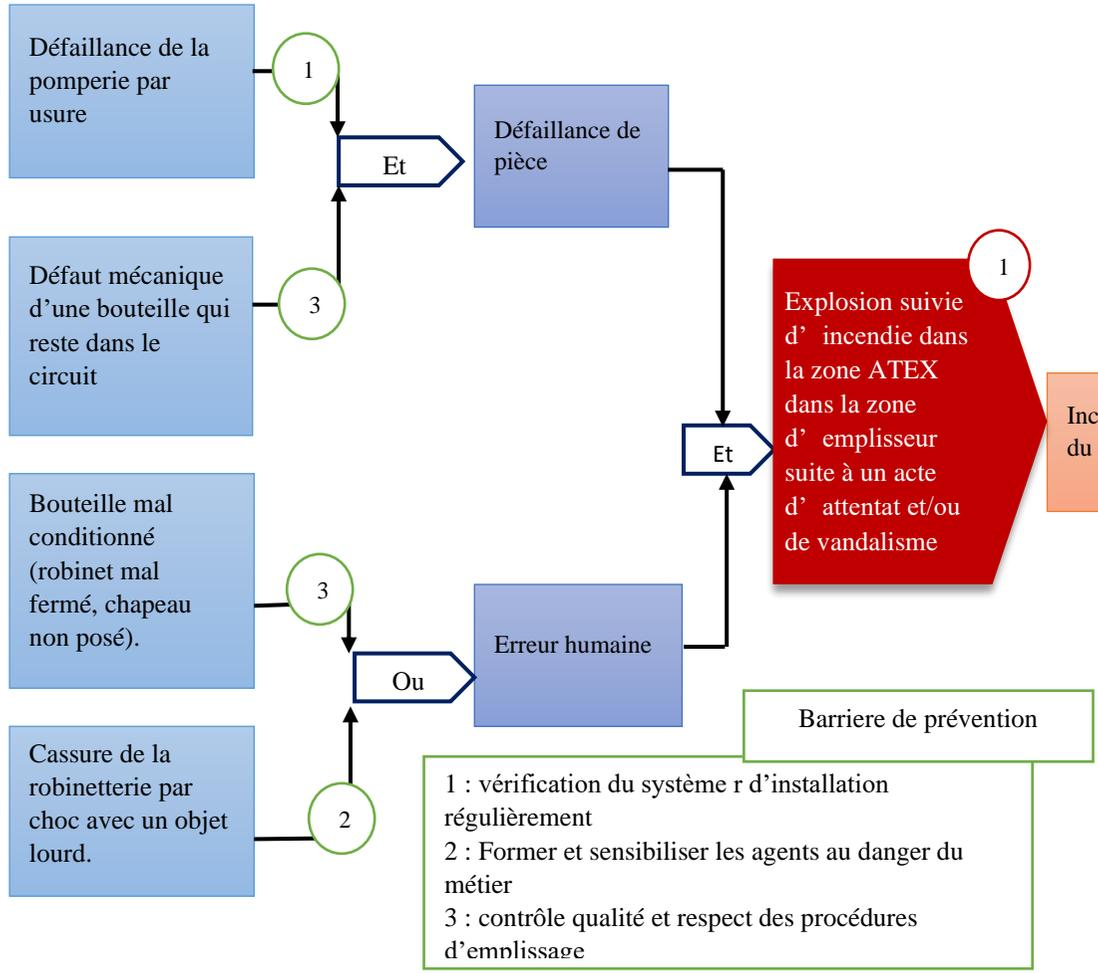 Défaillance de la
pomperie par
usure
1
Et
Défaillance de
pièce
Défaut mécanique
d’une bouteille qui
reste dans le
circuit
3
1
Explosion suivie
d’ incendie dans
la zone ATEX
dans la zone
d’ emplisseur
suite à un acte
d’ attentat et/ou
de vandalisme
Et
Inc
du
Bouteille mal
conditionné
(robinet mal
fermé, chapeau
non posé).
3
Ou
Erreur humaine
Cassure de la
robinetterie par
choc avec un objet
lourd.
2
Barriere de prévention
1 : vérification du système r d’installation
régulièrement
2 : Former et sensibiliser les agents au danger du
métier
3 : contrôle qualité et respect des procédures
d’emplissage